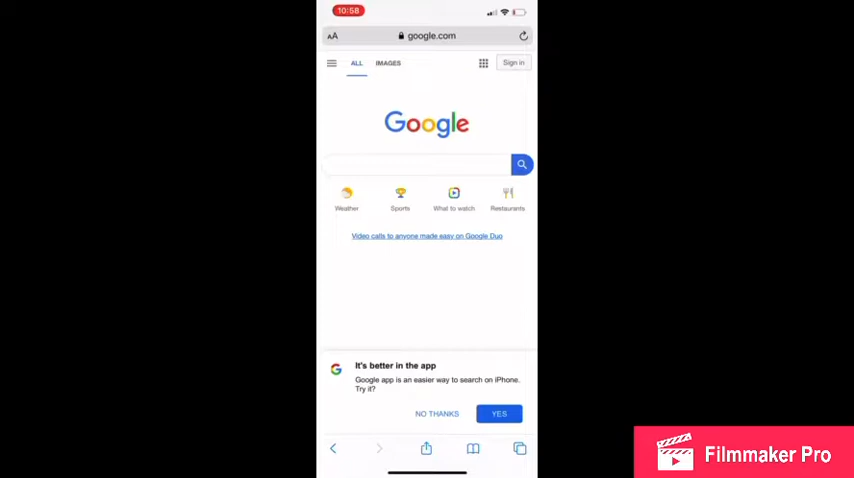 10:58
AA google.com
ALL IMAGES Sign in
Google
Weather Sports What to watch Restaurants
Video calls to anyone made easy on Google Duo
G It's better in the app
Google app is an easier way to search on iPhone.
Try it?
NO THANKS YES
Filmmaker Pro